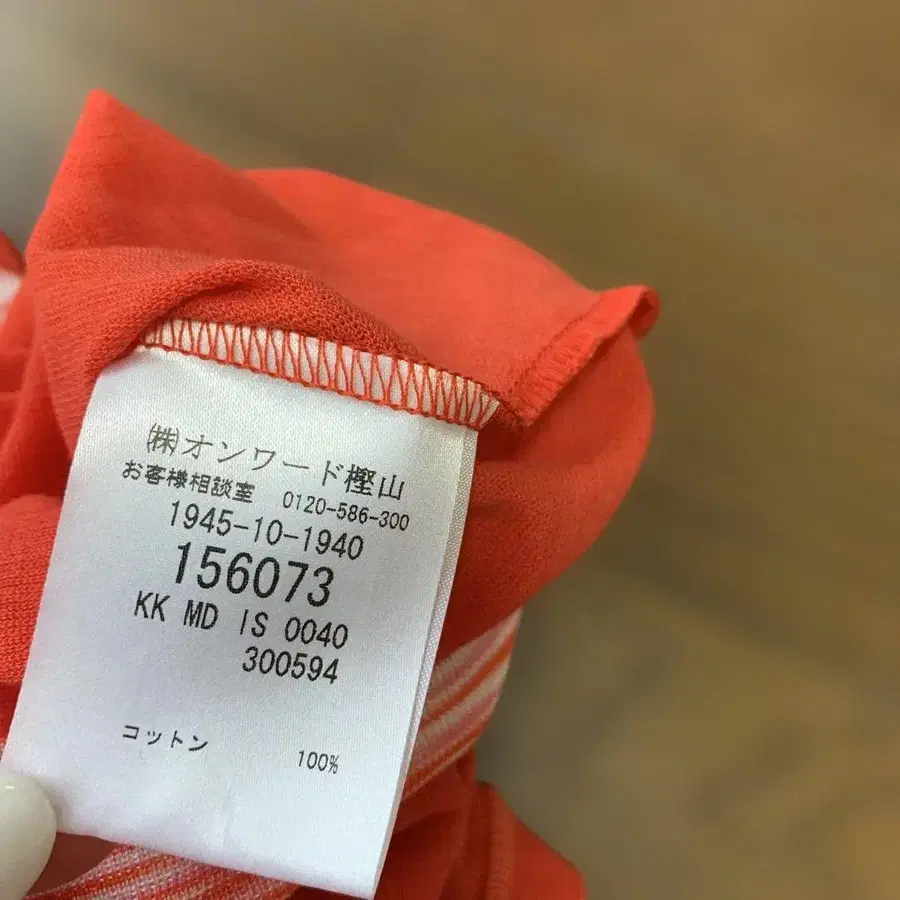 ㈱オンワード樫山
お客様相談室 0120-586-300
1945-10-1940
156073
KK MD IS 0040
300594
コットン 100%